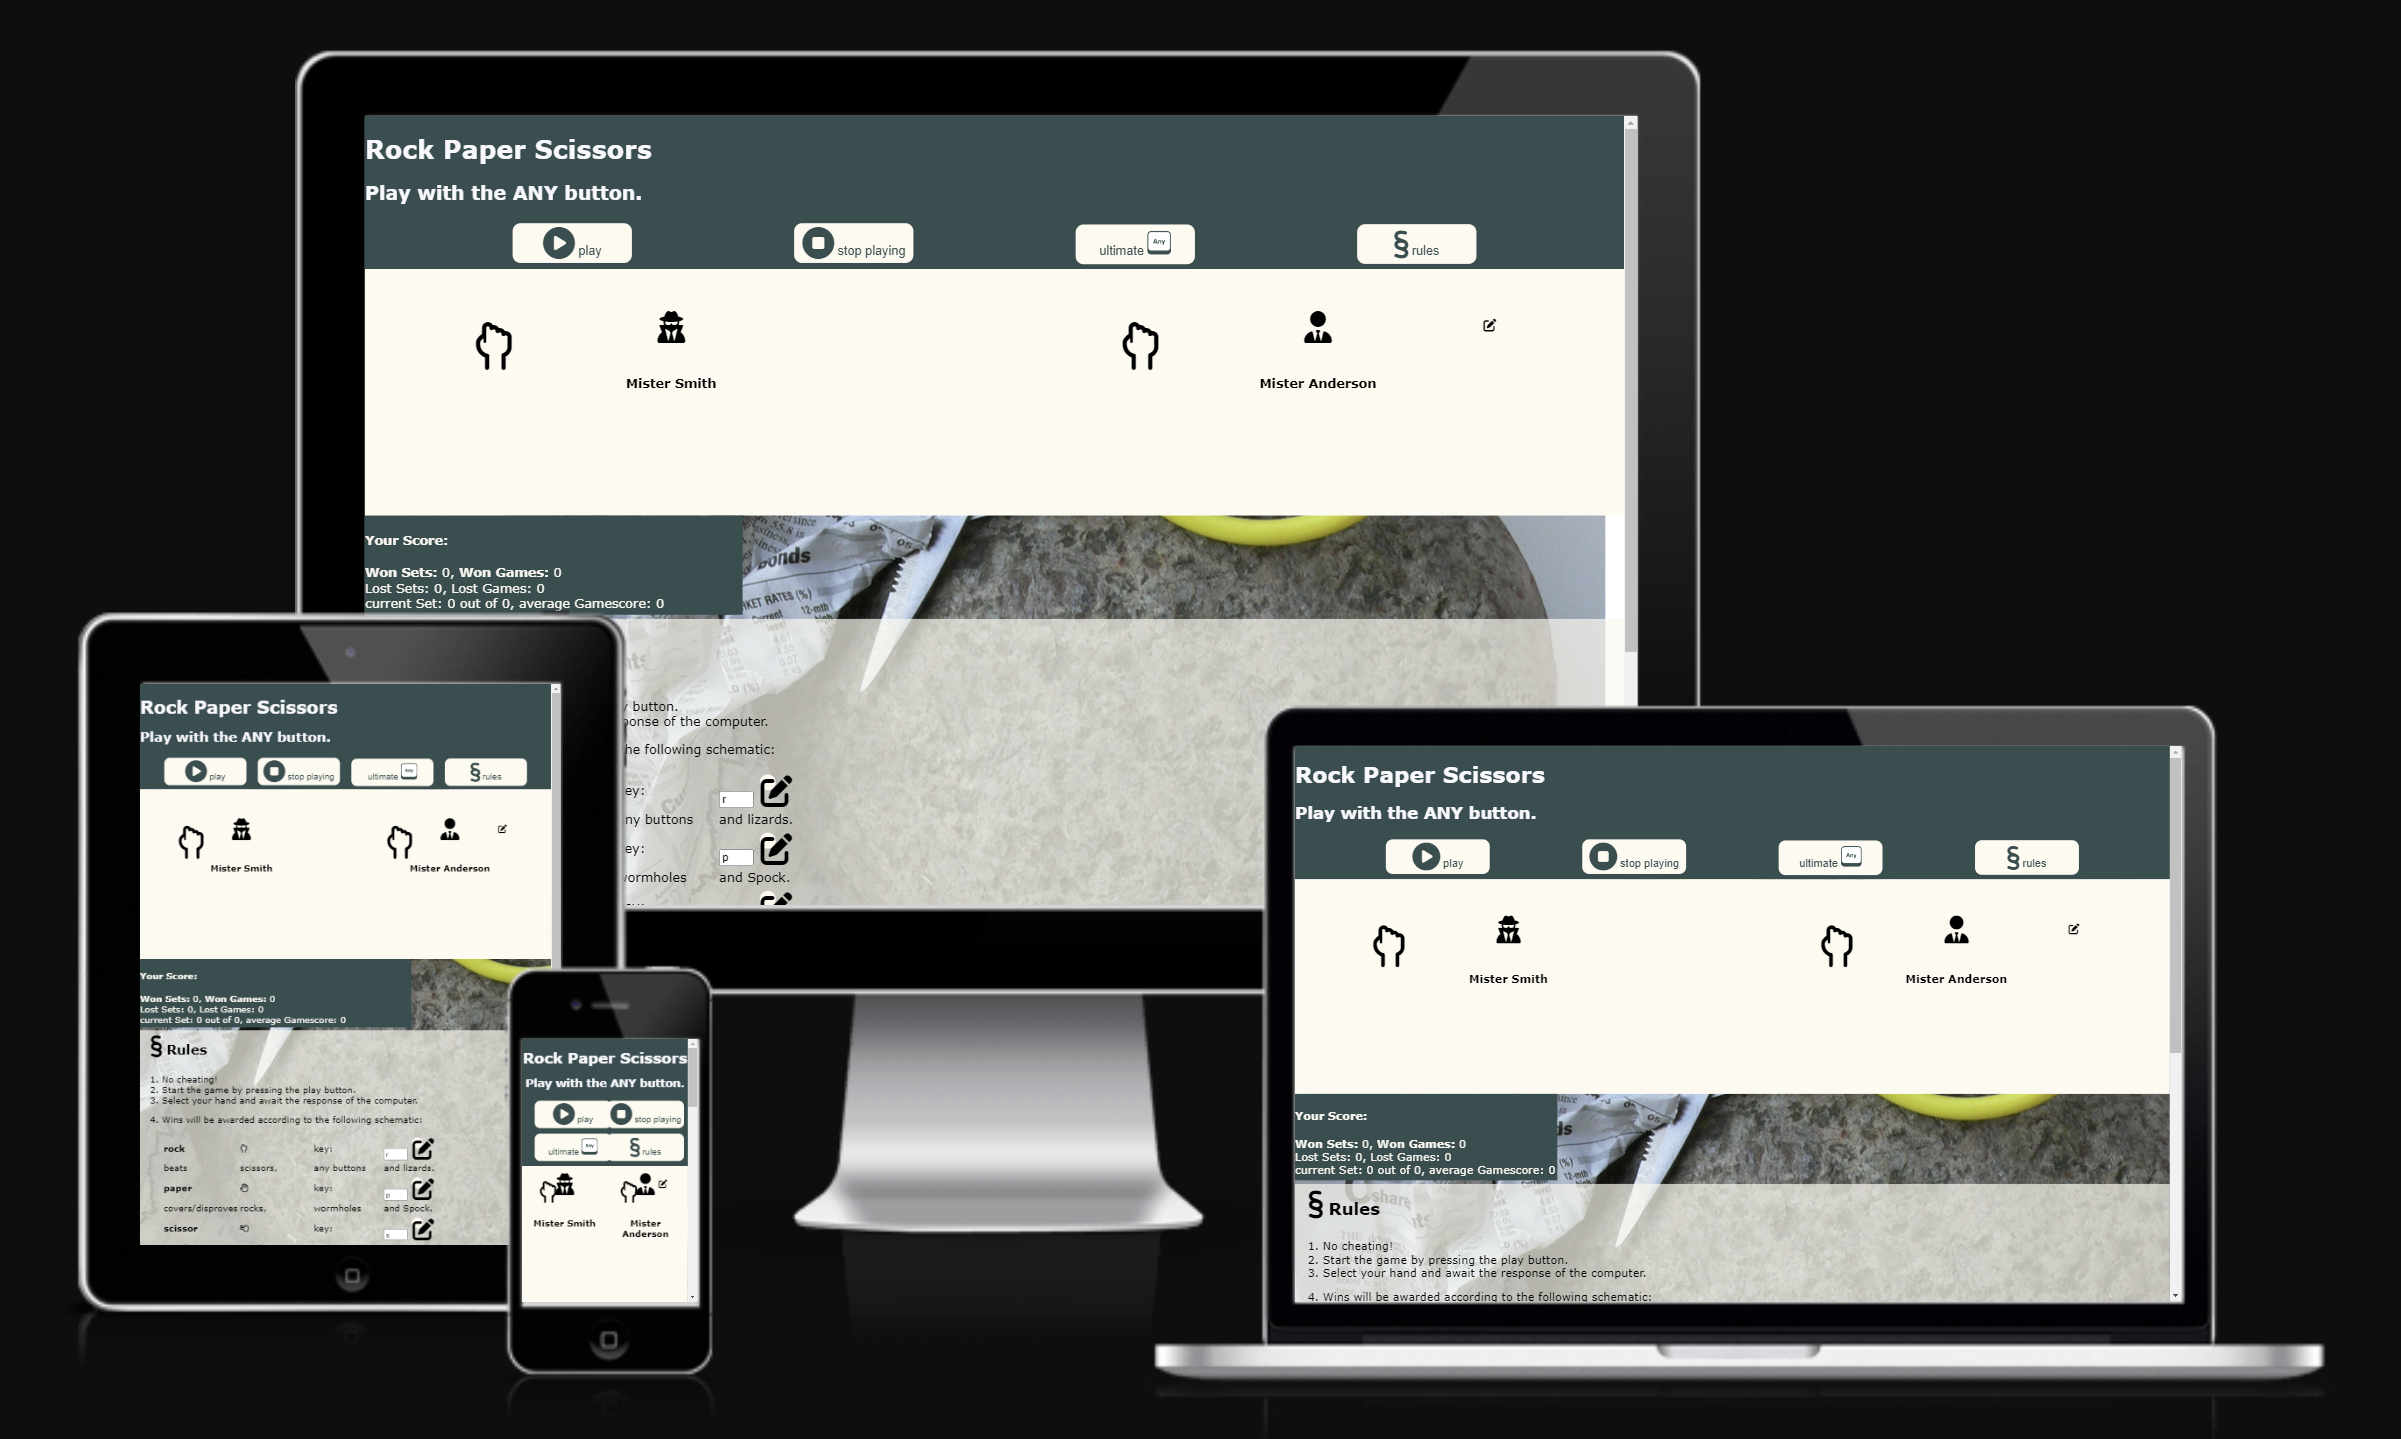 Rock Paper Scissors
Play with the ANY button.
play
stop playing
ultimate Any
§ rules
Mister Smith
Mister Anderson
Your Score:
Won Sets: 0, Won Games: 0
Lost Sets: 0, Lost Games: 0
current Set: 0 out of 0, average Gamescore: 0
onds
KET RATES (%)
Current 12-mth
button.
onse of the computer.
he following schematic:
ey: r
ny buttons and lizards.
ey: p
wormholes and Spock.
Rock Paper Scissors
Play with the ANY button.
play
stop playing
ultimate Any
§ rules
Mister Smith
Mister Anderson
Your Score:
Won Sets: 0, Won Games: 0
Lost Sets: 0, Lost Games: 0
current Set: 0 out of 0, average Gamescore: 0
§ Rules
1. No cheating!
2. Start the game by pressing the play button.
3. Select your hand and await the response of the computer.
4. Wins will be awarded according to the following schematic:
rock key: r
beats scissors, any buttons and lizards.
paper key: p
covers/disproves rocks, wormholes and Spock.
scissor key: s
Rock Paper Scissors
Play with the ANY button.
play
stop playing
ultimate Any
§ rules
Mister Smith
Mister
Anderson
Rock Paper Scissors
Play with the ANY button.
play
stop playing
ultimate Any
§ rules
Mister Smith
Mister Anderson
Your Score:
Won Sets: 0, Won Games: 0
Lost Sets: 0, Lost Games: 0
current Set: 0 out of 0, average Gamescore: 0
§ Rules
1. No cheating!
2. Start the game by pressing the play button.
3. Select your hand and await the response of the computer.
4. Wins will be awarded according to the following schematic: